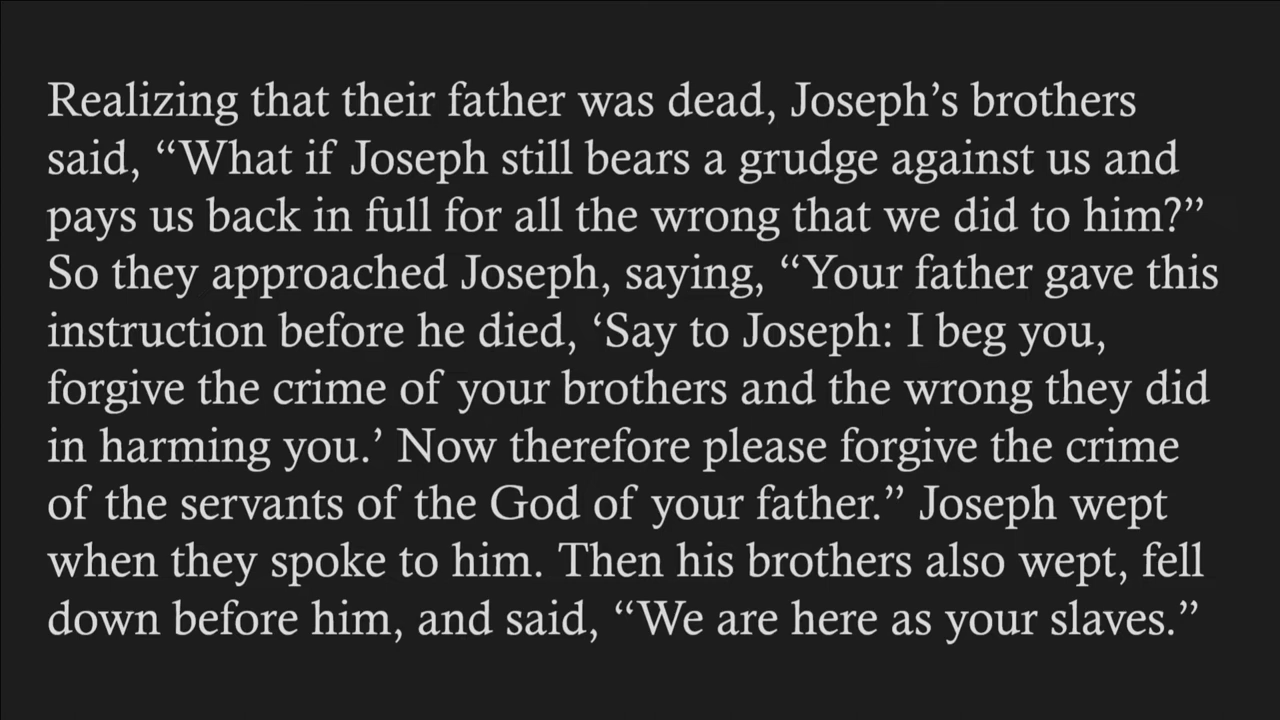 Realizing that their father was dead, Joseph’s brothers
said, “What if Joseph still bears a grudge against us and
pays us back in full for all the wrong that we did to him?”
So they approached Joseph, saying, “Your father gave this
instruction before he died, ‘Say to Joseph: I beg you,
forgive the crime of your brothers and the wrong they did
in harming you.’ Now therefore please forgive the crime
of the servants of the God of your father.” Joseph wept
when they spoke to him. Then his brothers also wept, fell
down before him, and said, “We are here as your slaves.”